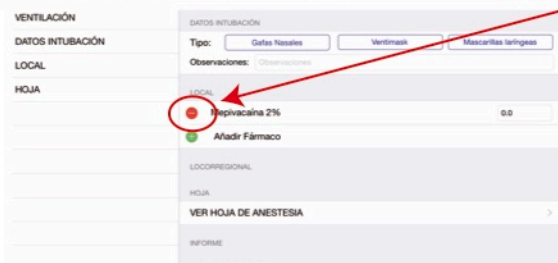 VENTILACIÓN
DATOS INTUBACIÓN
LOCAL
HOJA
DATOS INTUBACIÓN
Tipo: Gafas Nasales Ventimask Mascarillas laríngeas
Observaciones: Observaciones
LOCAL
Mepivacaína 2% 0.0
Añadir Fármaco
LOCORREGIONAL
HOJA
VER HOJA DE ANESTESIA
INFORME